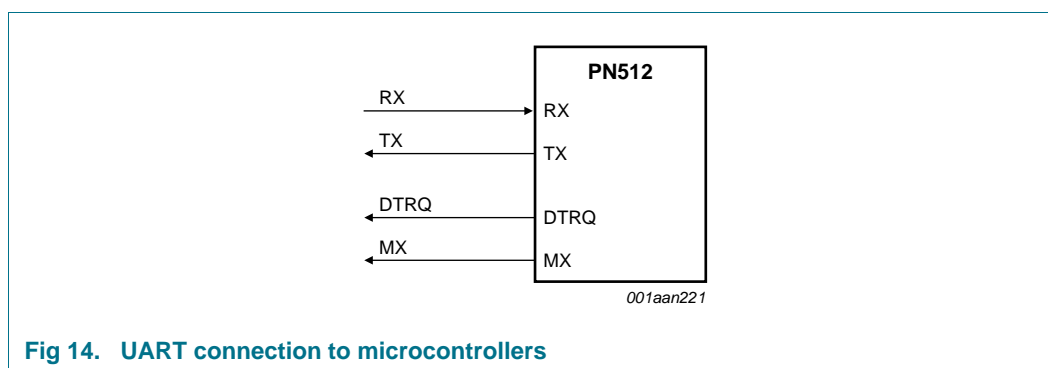 PN512
RX RX
TX TX
DTRQ DTRQ
MX MX
001aan221
Fig 14. UART connection to microcontrollers